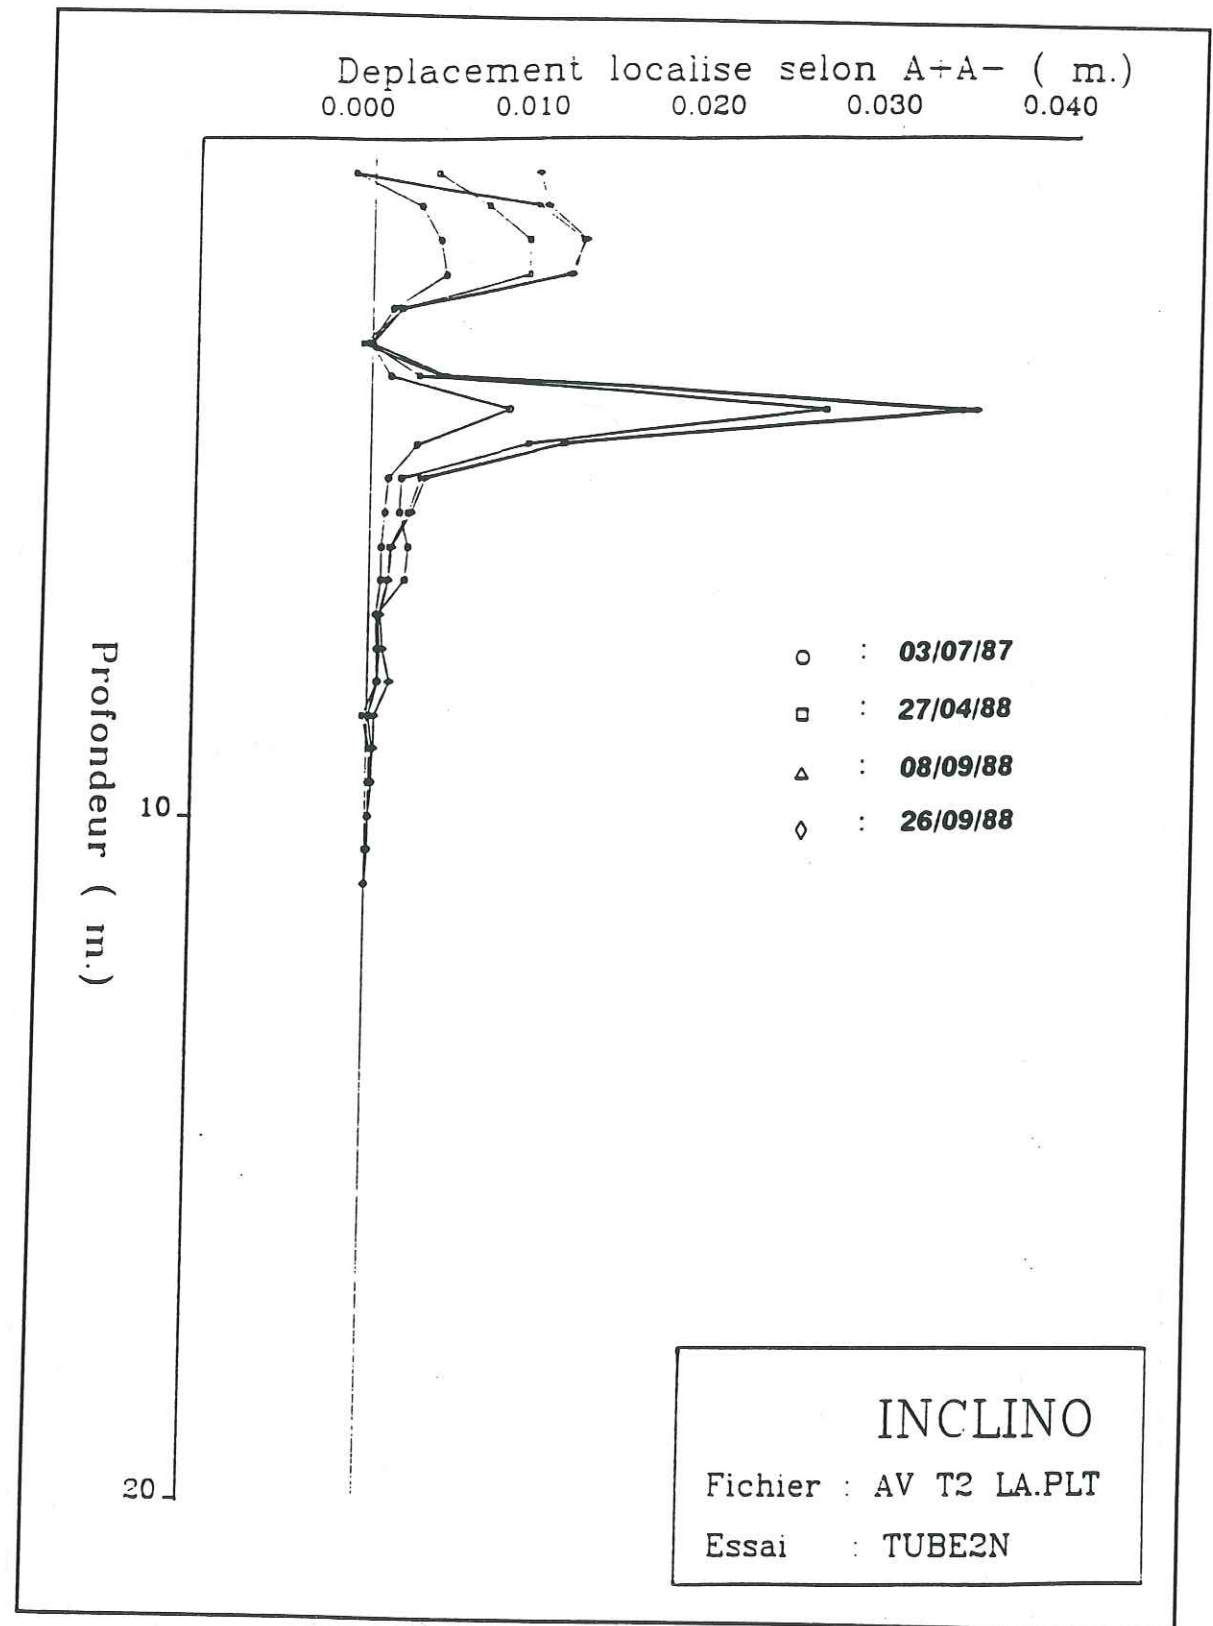 Deplacement localise selon A+A- ( m.)
0.000 0.010 0.020 0.030 0.040
Profondeur ( m.)
10
20
○ : 03/07/87
□ : 27/04/88
△ : 08/09/88
◊ : 26/09/88
INCLINO
Fichier : AV T2 LA.PLT
Essai : TUBE2N